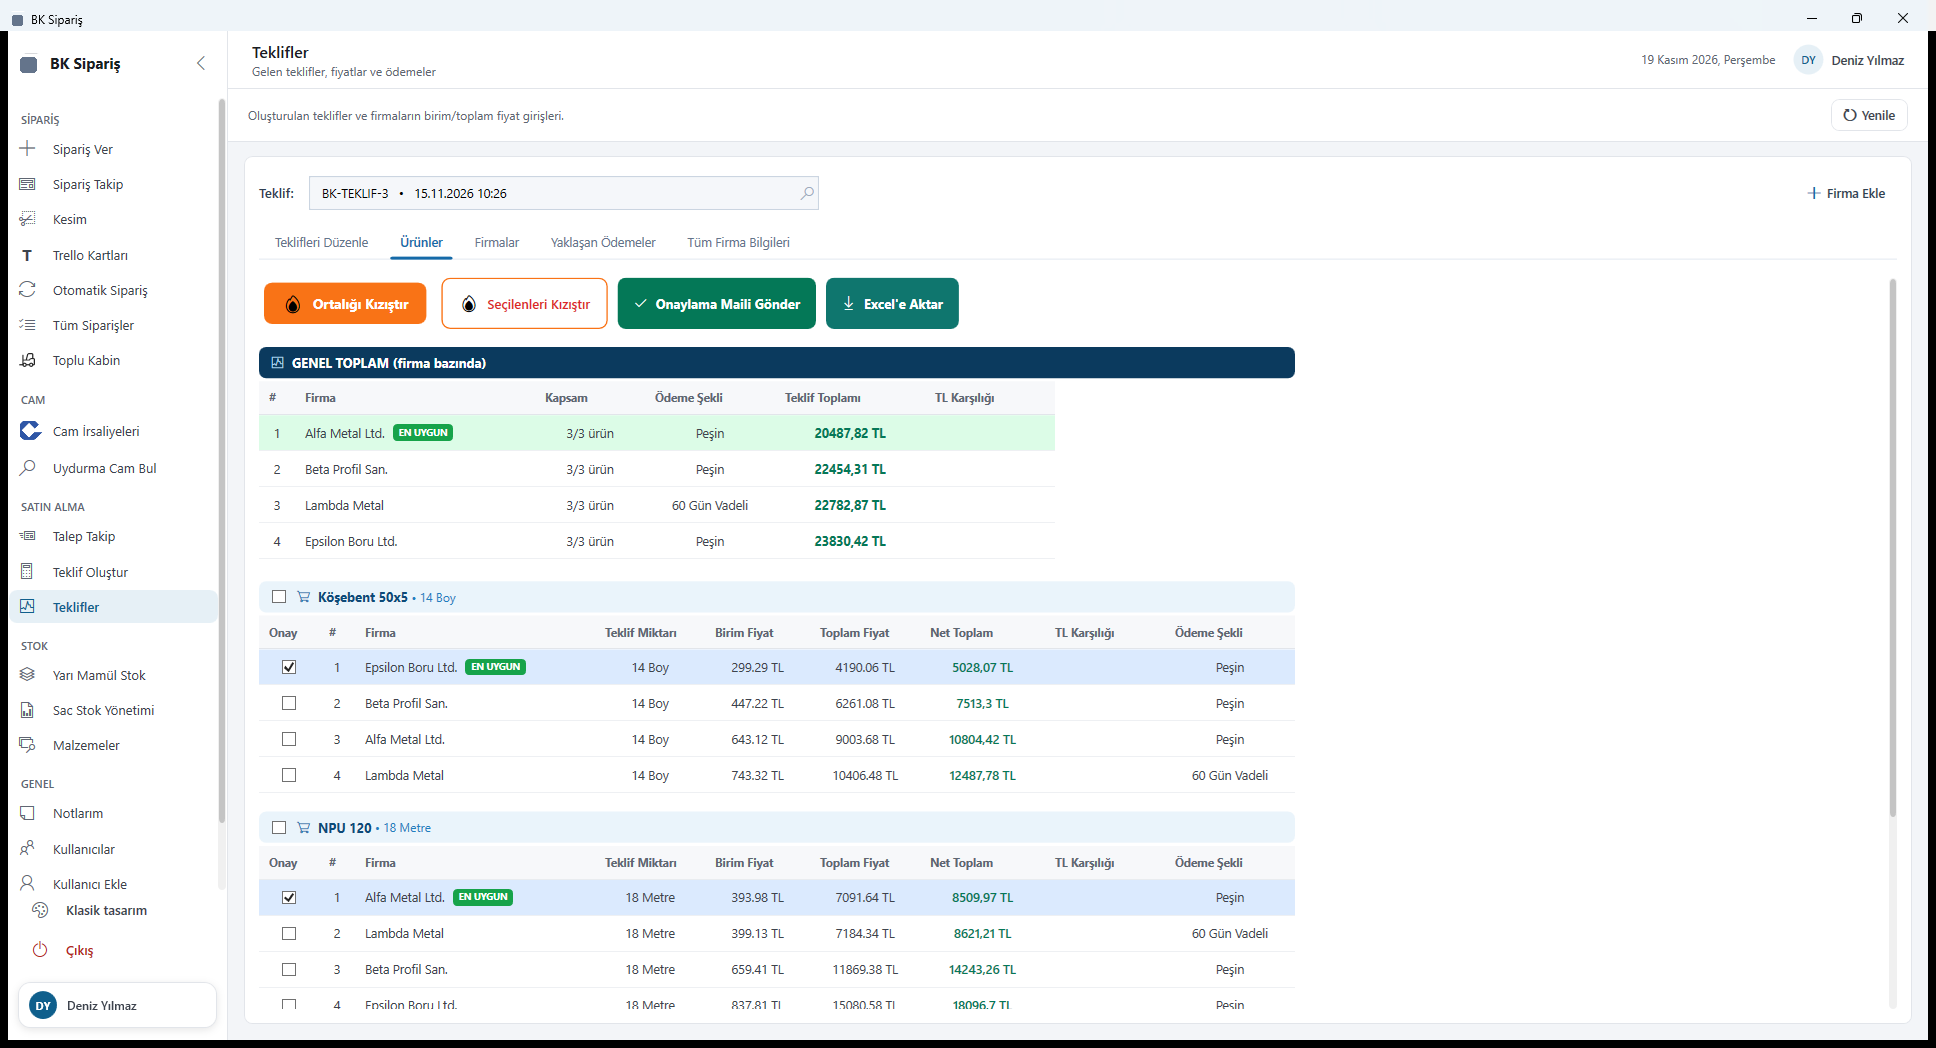 BK Sipariş
BK Sipariş
SİPARİŞ
Sipariş Ver
Sipariş Takip
Kesim
Trello Kartları
Otomatik Sipariş
Tüm Siparişler
Toplu Kabin
CAM
Cam İrsaliyeleri
Uydurma Cam Bul
SATIN ALMA
Talep Takip
Teklif Oluştur
Teklifler
STOK
Yarı Mamül Stok
Sac Stok Yönetimi
Malzemeler
GENEL
Notlarım
Kullanıcılar
Kullanıcı Ekle
Klasik tasarım
Çıkış
DY Deniz Yılmaz
Teklifler
Gelen teklifler, fiyatlar ve ödemeler
19 Kasım 2026, Perşembe DY Deniz Yılmaz
Oluşturulan teklifler ve firmaların birim/toplam fiyat girişleri.
Yenile
Teklif: BK-TEKLIF-3 • 15.11.2026 10:26
Firma Ekle
Teklifleri Düzenle Ürünler Firmalar Yaklaşan Ödemeler Tüm Firma Bilgileri
Ortalığı Kızıştır Seçilenleri Kızıştır Onaylama Maili Gönder Excel'e Aktar
GENEL TOPLAM (firma bazında)
# Firma Kapsam Ödeme Şekli Teklif Toplamı TL Karşılığı
1 Alfa Metal Ltd. EN UYGUN 3/3 ürün Peşin 20487,82 TL
2 Beta Profil San. 3/3 ürün Peşin 22454,31 TL
3 Lambda Metal 3/3 ürün 60 Gün Vadeli 22782,87 TL
4 Epsilon Boru Ltd. 3/3 ürün Peşin 23830,42 TL
Köşebent 50x5 • 14 Boy
Onay # Firma Teklif Miktarı Birim Fiyat Toplam Fiyat Net Toplam TL Karşılığı Ödeme Şekli
1 Epsilon Boru Ltd. EN UYGUN 14 Boy 299.29 TL 4190.06 TL 5028,07 TL Peşin
2 Beta Profil San. 14 Boy 447.22 TL 6261.08 TL 7513,3 TL Peşin
3 Alfa Metal Ltd. 14 Boy 643.12 TL 9003.68 TL 10804,42 TL Peşin
4 Lambda Metal 14 Boy 743.32 TL 10406.48 TL 12487,78 TL 60 Gün Vadeli
NPU 120 • 18 Metre
Onay # Firma Teklif Miktarı Birim Fiyat Toplam Fiyat Net Toplam TL Karşılığı Ödeme Şekli
1 Alfa Metal Ltd. EN UYGUN 18 Metre 393.98 TL 7091.64 TL 8509,97 TL Peşin
2 Lambda Metal 18 Metre 399.13 TL 7184.34 TL 8621,21 TL 60 Gün Vadeli
3 Beta Profil San. 18 Metre 659.41 TL 11869.38 TL 14243,26 TL Peşin
4 Epsilon Boru Ltd. 18 Metre 837.81 TL 15080.58 TL 18096,7 TL Peşin